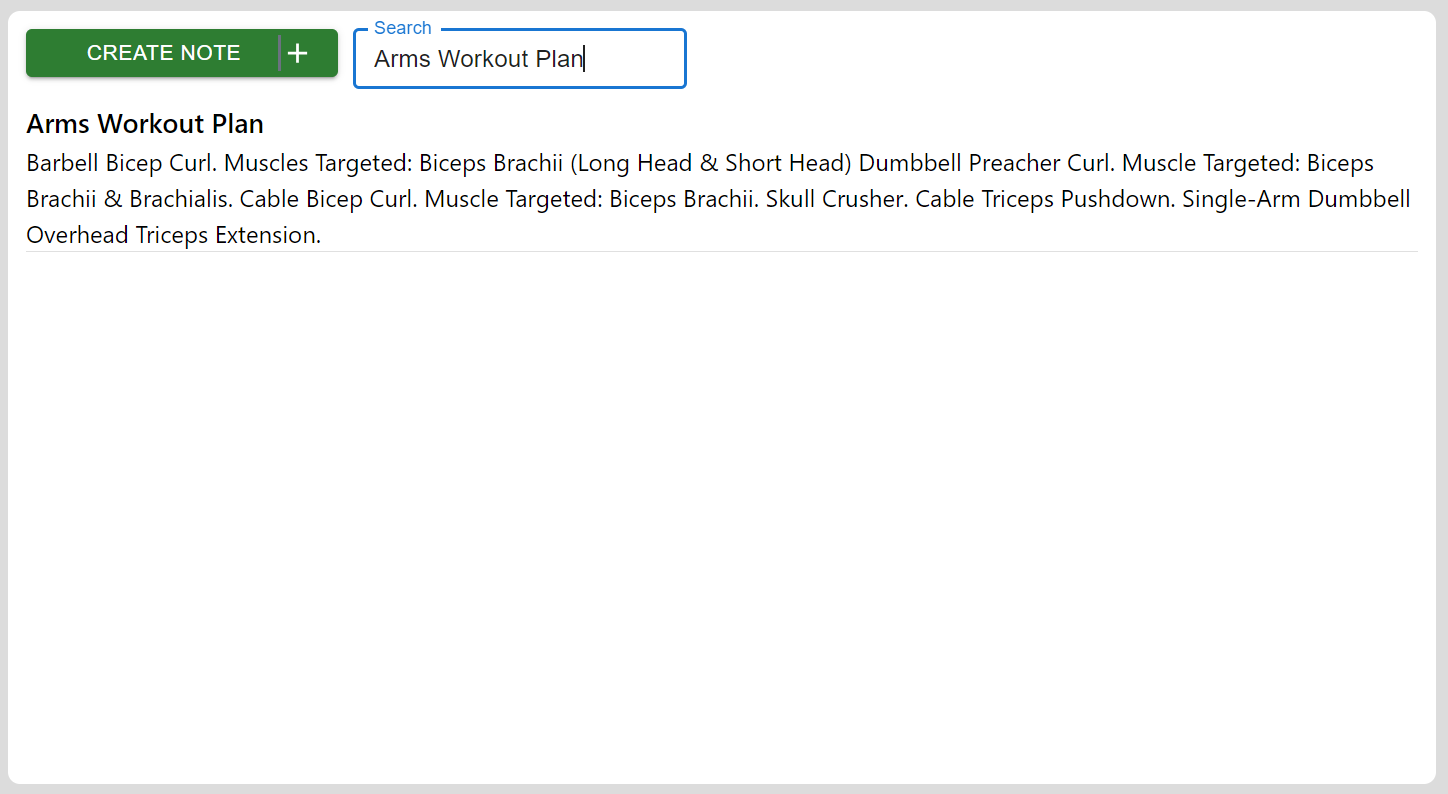 CREATE NOTE
Search
Arms Workout Plan
Arms Workout Plan
Barbell Bicep Curl. Muscles Targeted: Biceps Brachii (Long Head & Short Head) Dumbbell Preacher Curl. Muscle Targeted: Biceps
Brachii & Brachialis. Cable Bicep Curl. Muscle Targeted: Biceps Brachii. Skull Crusher. Cable Triceps Pushdown. Single-Arm Dumbbell
Overhead Triceps Extension.